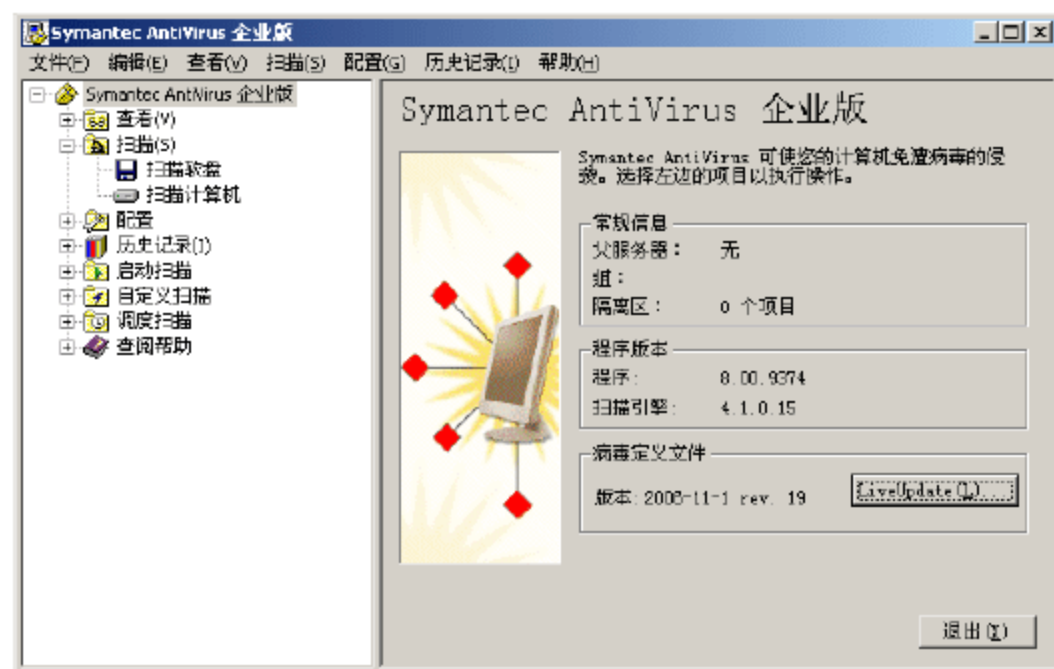 Symantec AntiVirus 企业版
文件(F) 编辑(E) 查看(V) 扫描(S) 配置(G) 历史记录(I) 帮助(H)
Symantec AntiVirus 企业版
查看(V)
扫描(S)
扫描软盘
扫描计算机
配置
历史记录(I)
启动扫描
自定义扫描
调度扫描
查阅帮助
Symantec AntiVirus 企业版
Symantec AntiVirus 可使您的计算机免遭病毒的侵
袭。选择左边的项目以执行操作。
常规信息
父服务器： 无
组：
隔离区： 0 个项目
程序版本
程序: 8.00.9374
扫描引擎: 4.1.0.15
病毒定义文件
版本:2006-11-1 rev. 19
LiveUpdate(L)...
退出(X)